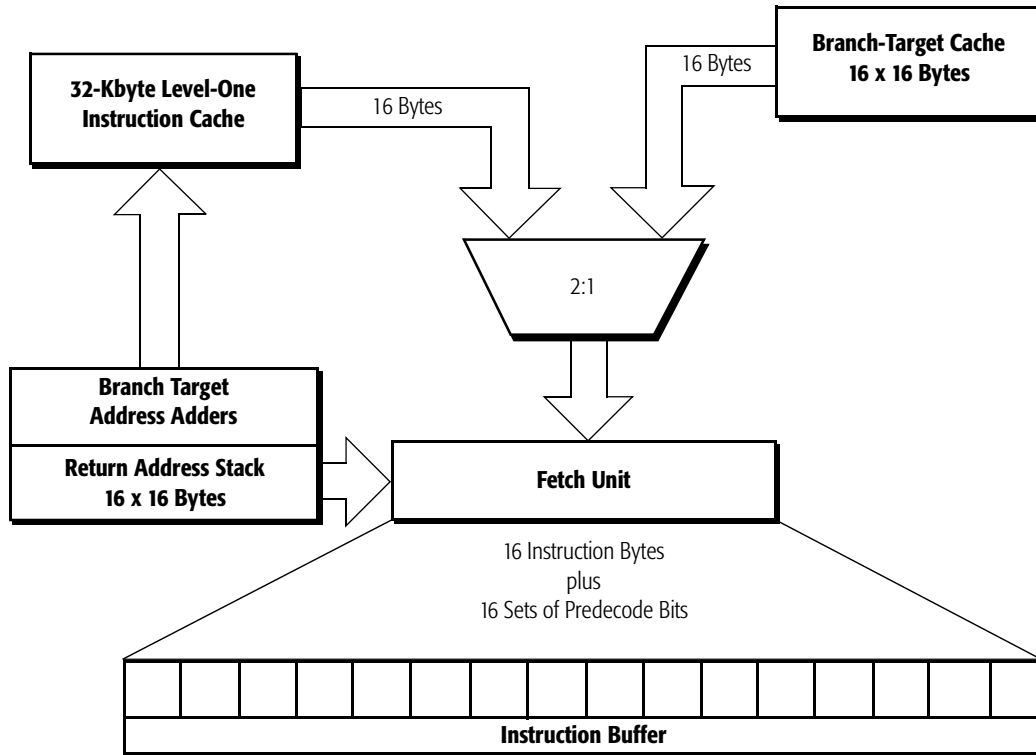 Branch-Target Cache
16 x 16 Bytes
32-Kbyte Level-One
Instruction Cache
16 Bytes
16 Bytes
2:1
Branch Target
Address Adders
Return Address Stack
16 x 16 Bytes
Fetch Unit
16 Instruction Bytes
plus
16 Sets of Predecode Bits
Instruction Buffer